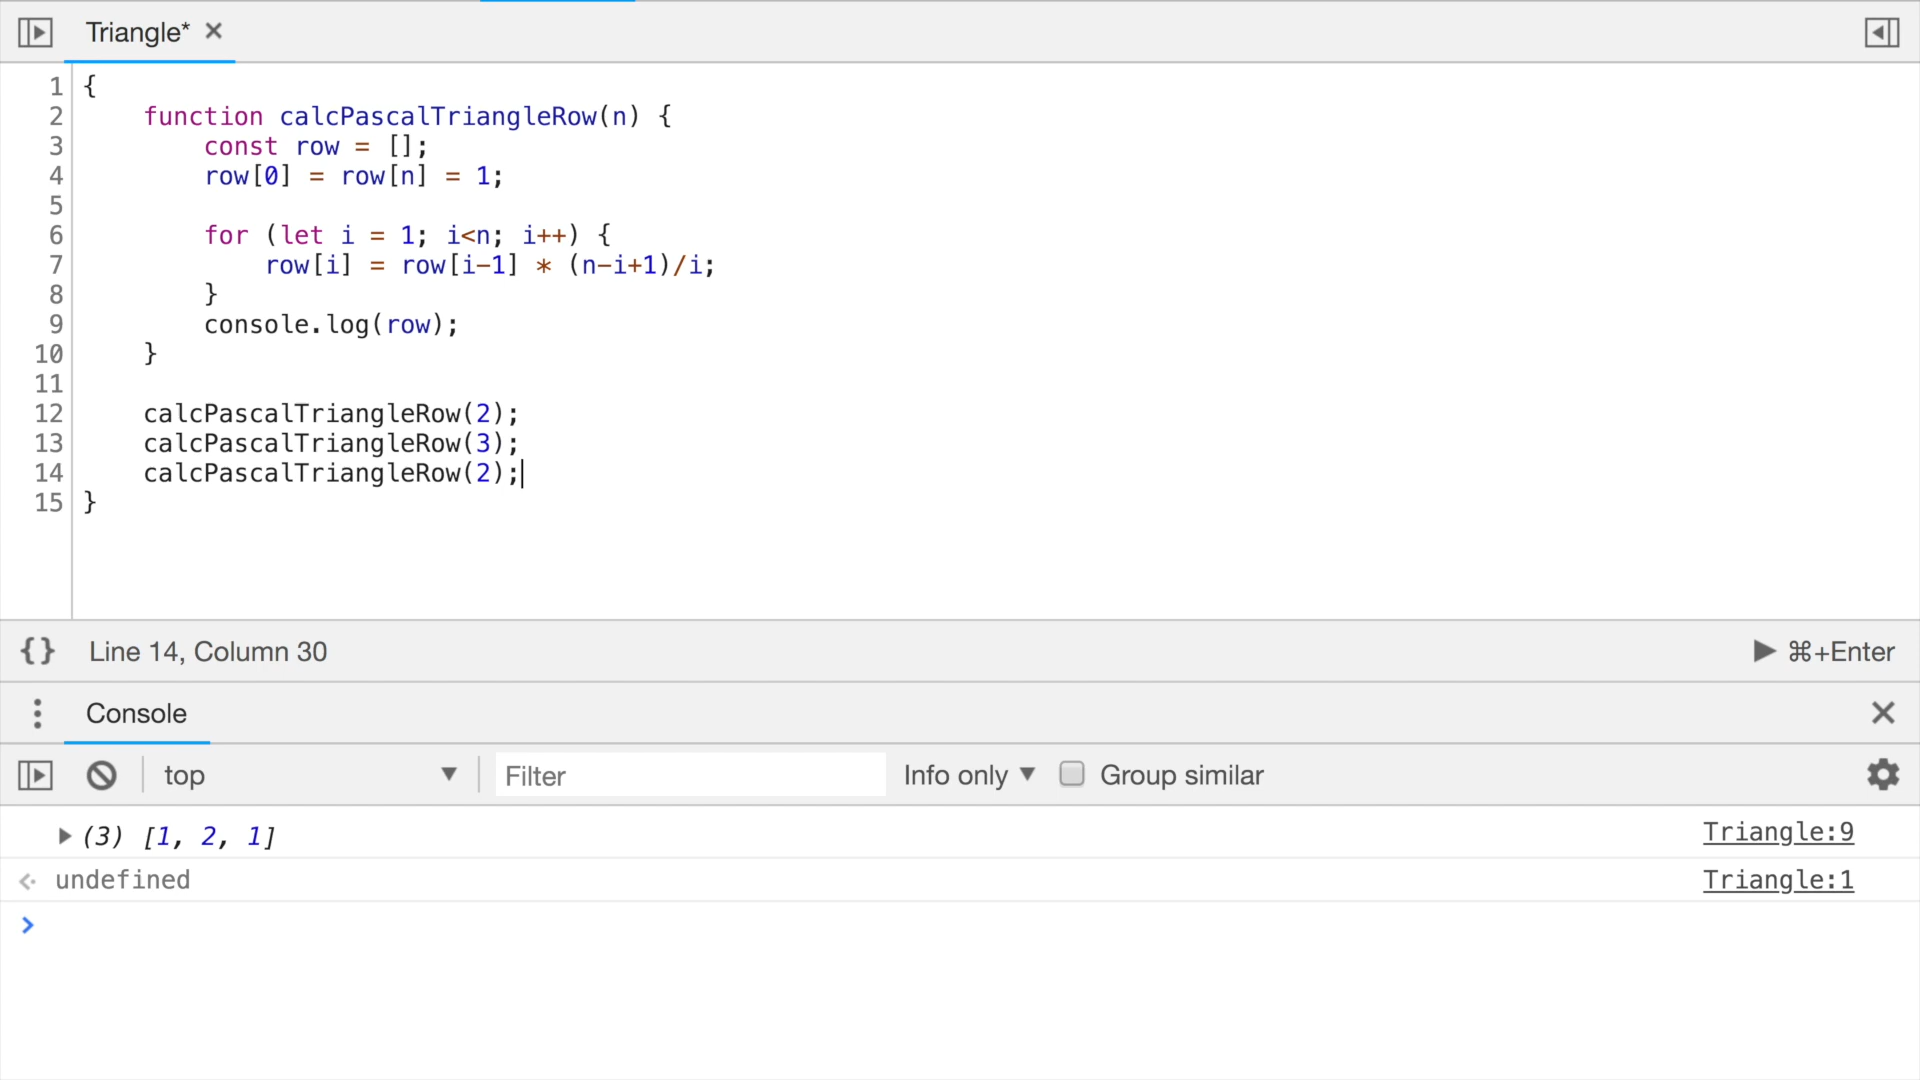 Triangle* ×
1 {
2     function calcPascalTriangleRow(n) {
3         const row = [];
4         row[0] = row[n] = 1;
5
6         for (let i = 1; i<n; i++) {
7             row[i] = row[i-1] * (n-i+1)/i;
8         }
9         console.log(row);
10     }
11
12     calcPascalTriangleRow(2);
13     calcPascalTriangleRow(3);
14     calcPascalTriangleRow(2);
15 }
{} Line 14, Column 30 ▶ ⌘+Enter
Console ×
top ▼ Filter Info only ▼ Group similar
▶ (3) [1, 2, 1] Triangle:9
undefined Triangle:1